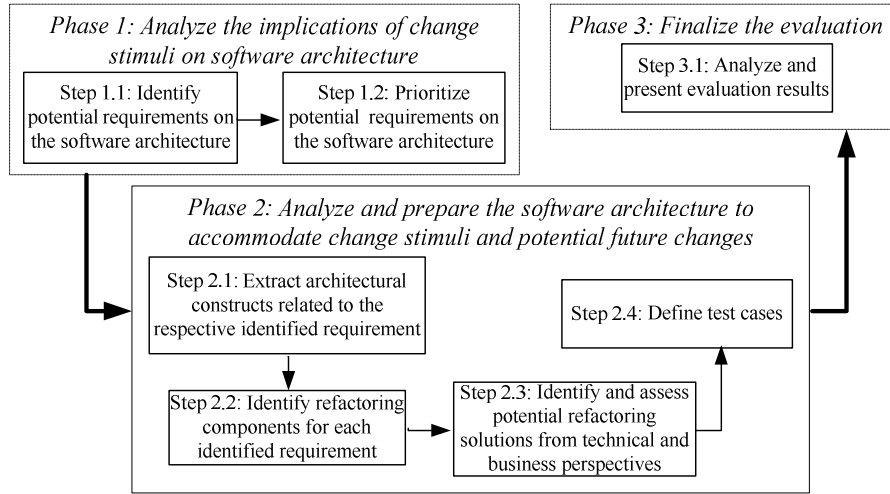 Phase 1: Analyze the implications of change
stimuli on software architecture
Step 1.1: Identify
potential requirements on
the software architecture
Step 1.2: Prioritize
potential requirements on
the software architecture
Phase 3: Finalize the evaluation
Step 3.1: Analyze and
present evaluation results
Phase 2: Analyze and prepare the software architecture to
accommodate change stimuli and potential future changes
Step 2.1: Extract architectural
constructs related to the
respective identified requirement
Step 2.2: Identify refactoring
components for each
identified requirement
Step 2.3: Identify and assess
potential refactoring
solutions from technical and
business perspectives
Step 2.4: Define test cases